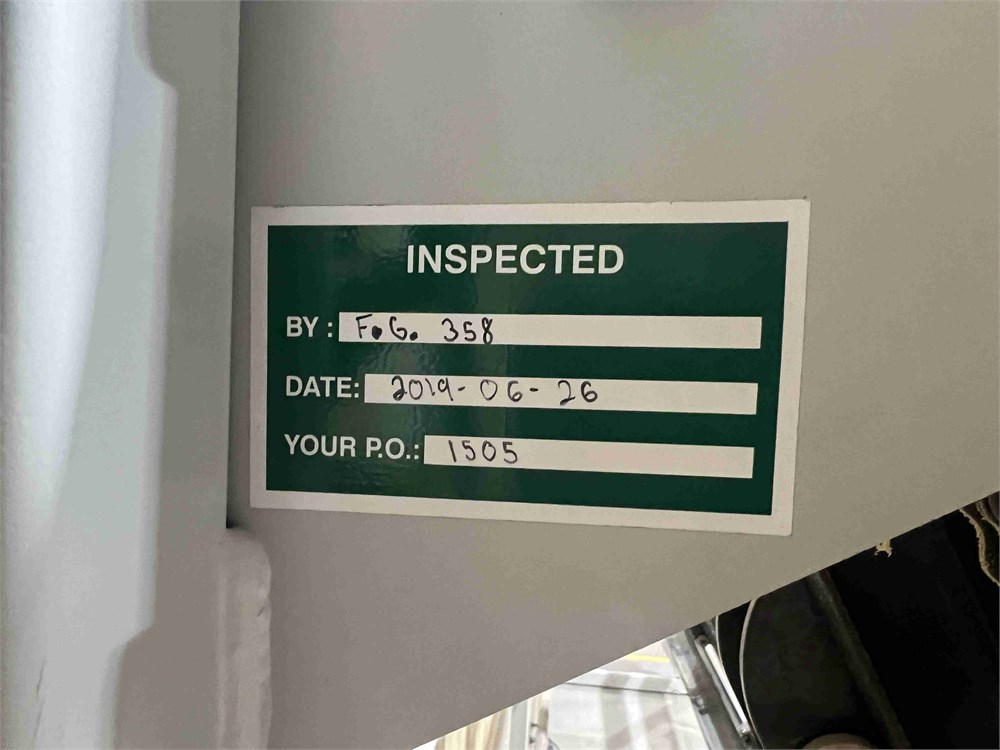 INSPECTED
BY : F.G. 358
DATE: 2019-06-26
YOUR P.O.: 1505